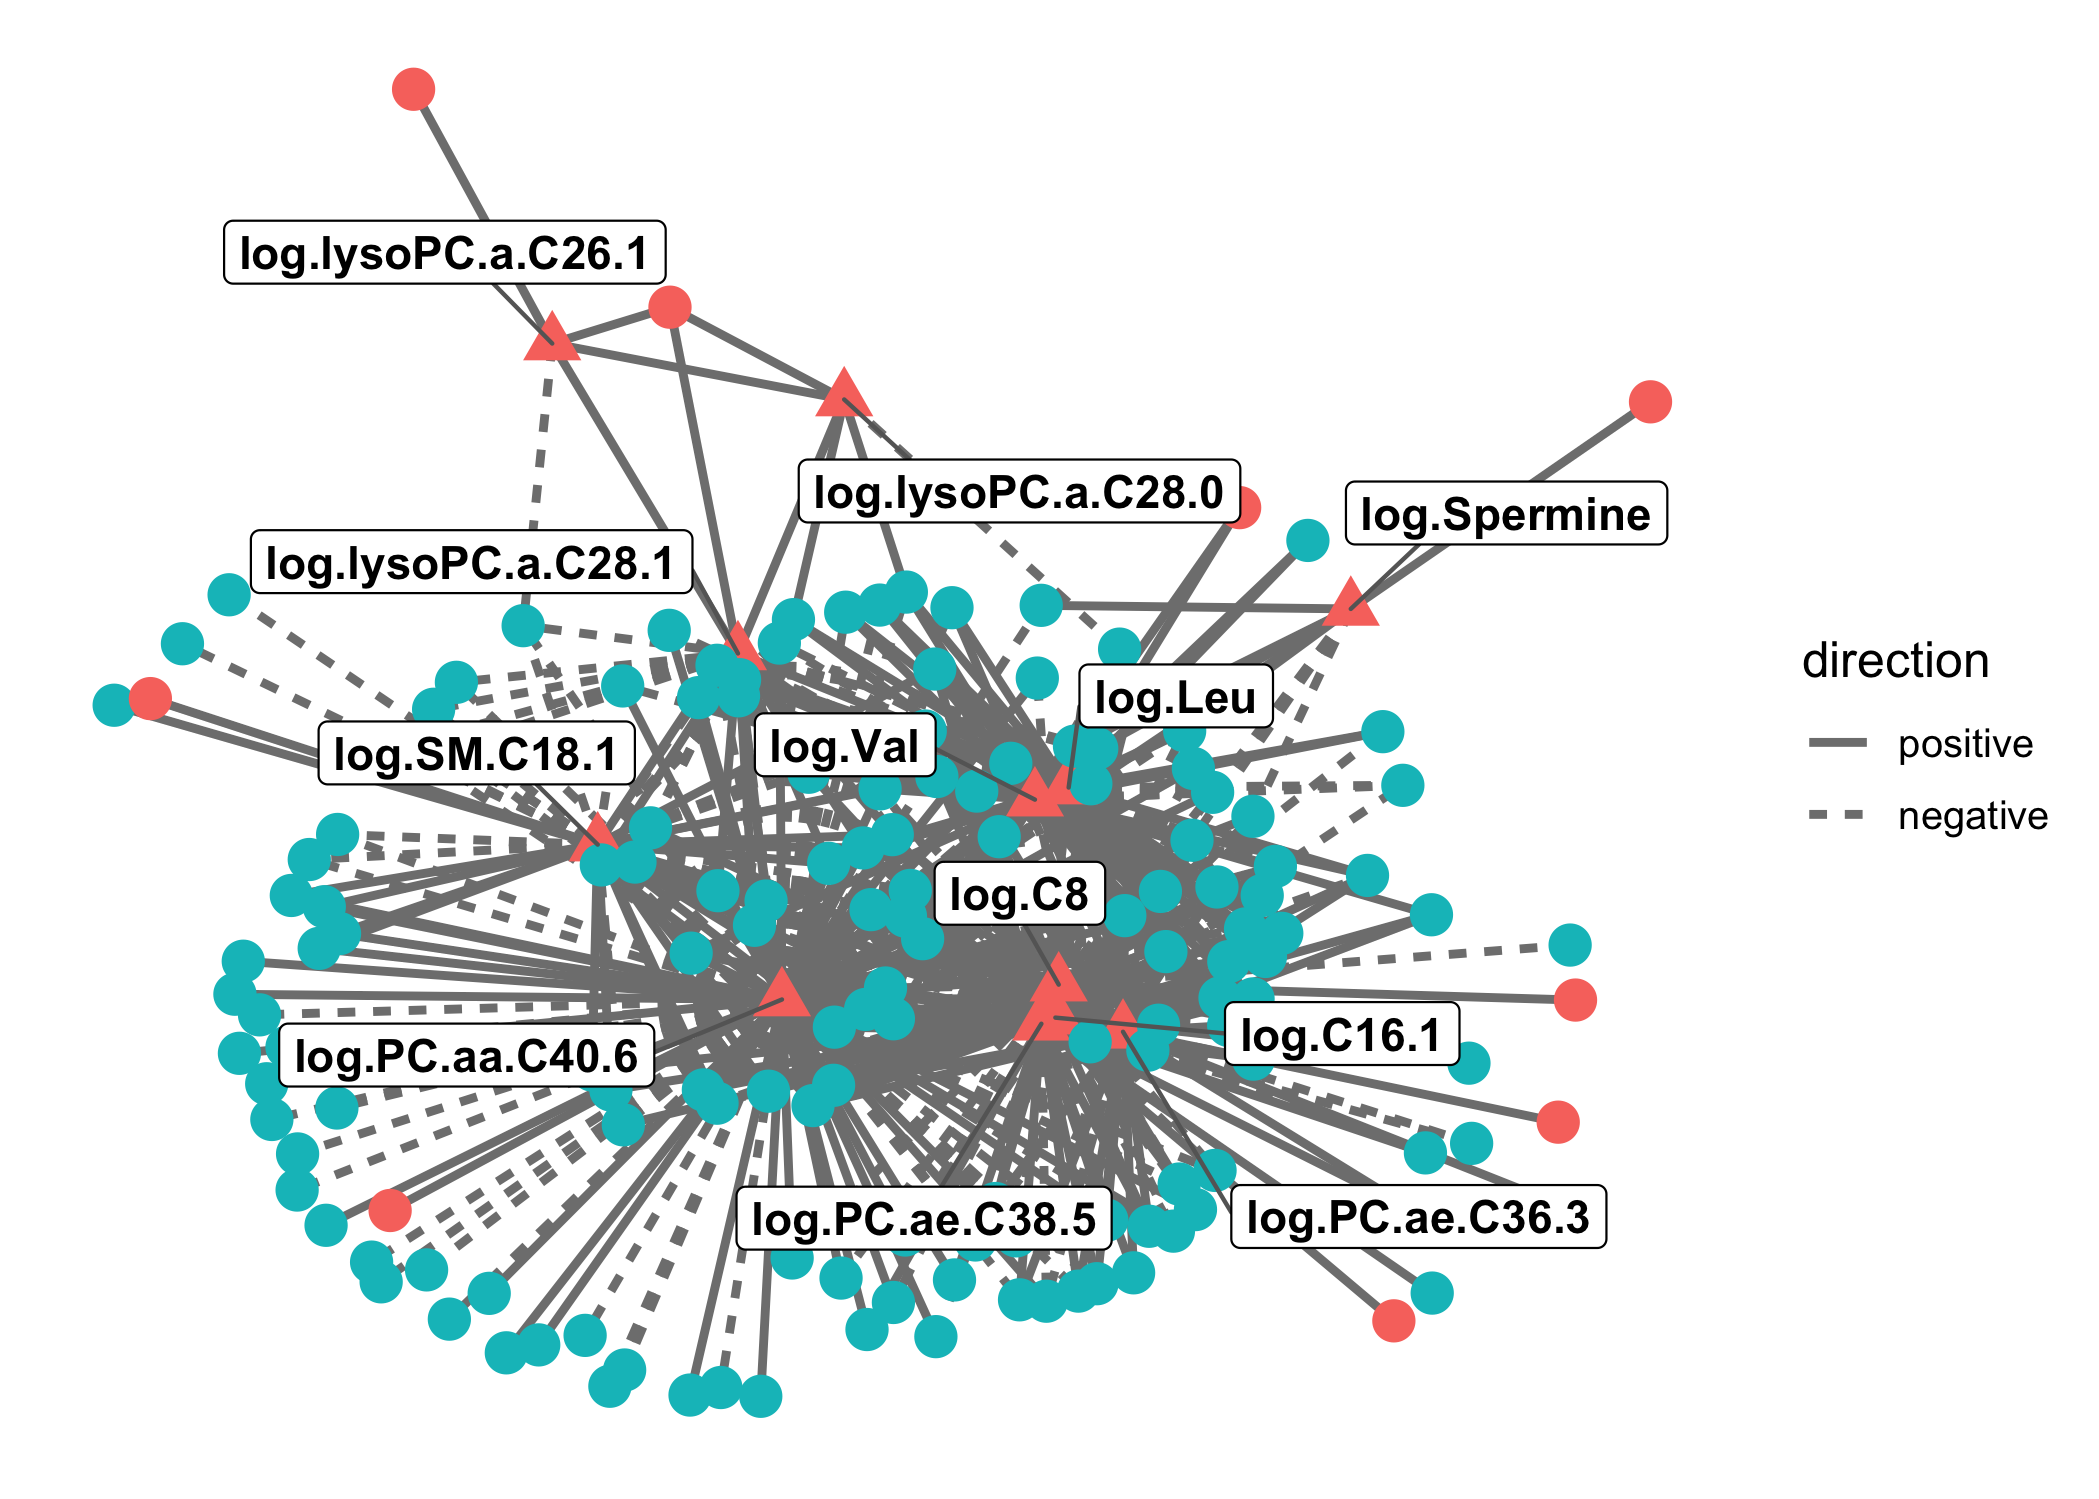 log.lysoPC.a.C26.1
log.lysoPC.a.C28.0
log.Spermine
log.lysoPC.a.C28.1
log.Leu
log.SM.C18.1
log.Val
log.C8
log.C16.1
log.PC.aa.C40.6
log.PC.ae.C38.5
log.PC.ae.C36.3
direction
positive
negative